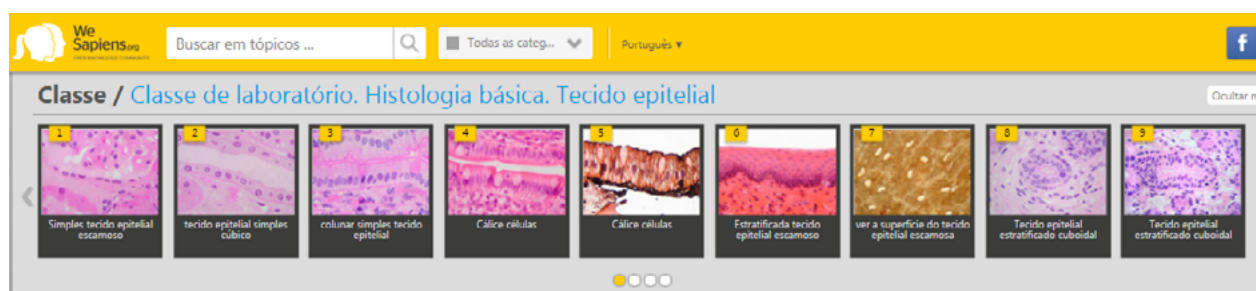 We
Sapiens.org
OPEN KNOWLEDGE COMMUNITY
Buscar em tópicos ...
Todas as categ...
Português ▼
f
Classe / Classe de laboratório. Histologia básica. Tecido epitelial
Ocultar
1
Simples tecido epitelial
escamoso
2
tecido epitelial simples
cúbico
3
colunar simples tecido
epitelial
4
Cálice células
5
Cálice células
6
Estratificada tecido
epitelial escamoso
7
ver a superfície do tecido
epitelial escamosa
8
Tecido epitelial
estratificado cuboidal
9
Tecido epitelial
estratificado cuboidal